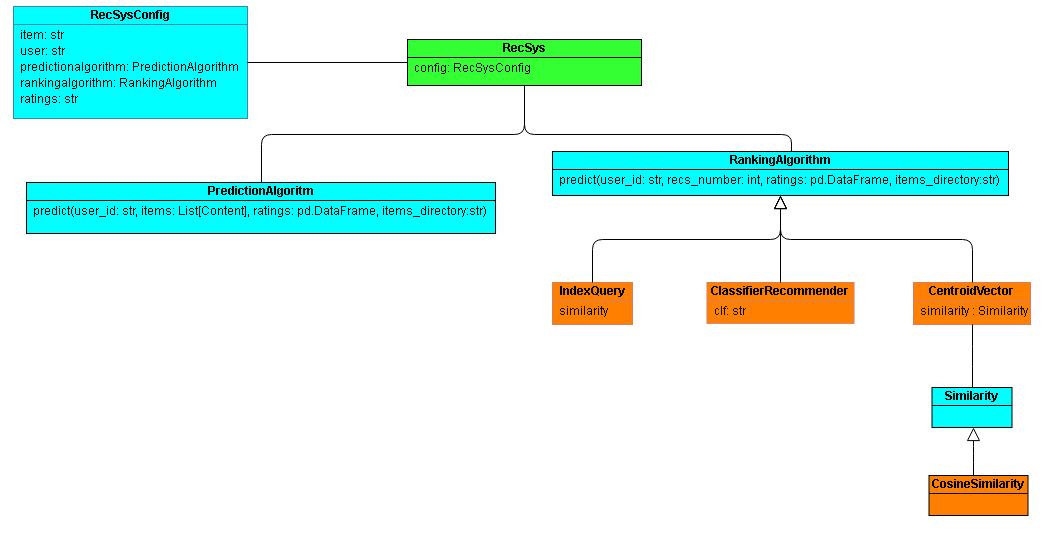 RecSysConfig
item: str
user: str
predictionalgorithm: PredictionAlgorithm
rankingalgorithm: RankingAlgorithm
ratings: str
RecSys
config: RecSysConfig
PredictionAlgoritm
predict(user_id: str, items: List[Content], ratings: pd.DataFrame, items_directory:str)
RankingAlgorithm
predict(user_id: str, recs_number: int, ratings: pd.DataFrame, items_directory:str)
IndexQuery
similarity
ClassifierRecommender
clf: str
CentroidVector
similarity : Similarity
Similarity
CosineSimilarity